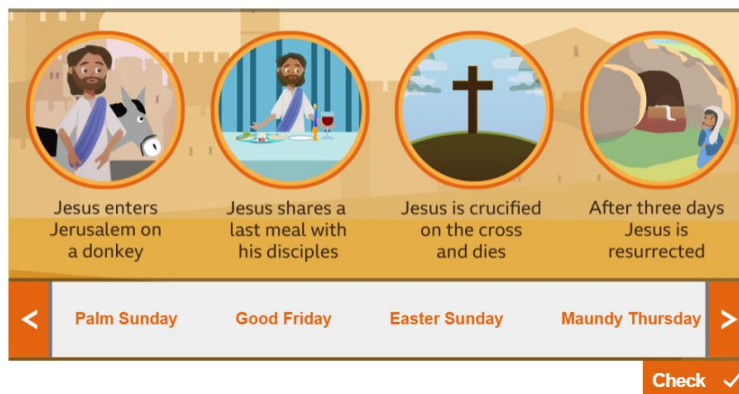 Jesus enters
Jerusalem on
a donkey
Jesus shares a
last meal with
his disciples
Jesus is crucified
on the cross
and dies
After three days
Jesus is
resurrected
< Palm Sunday Good Friday Easter Sunday Maundy Thursday >
Check ✓